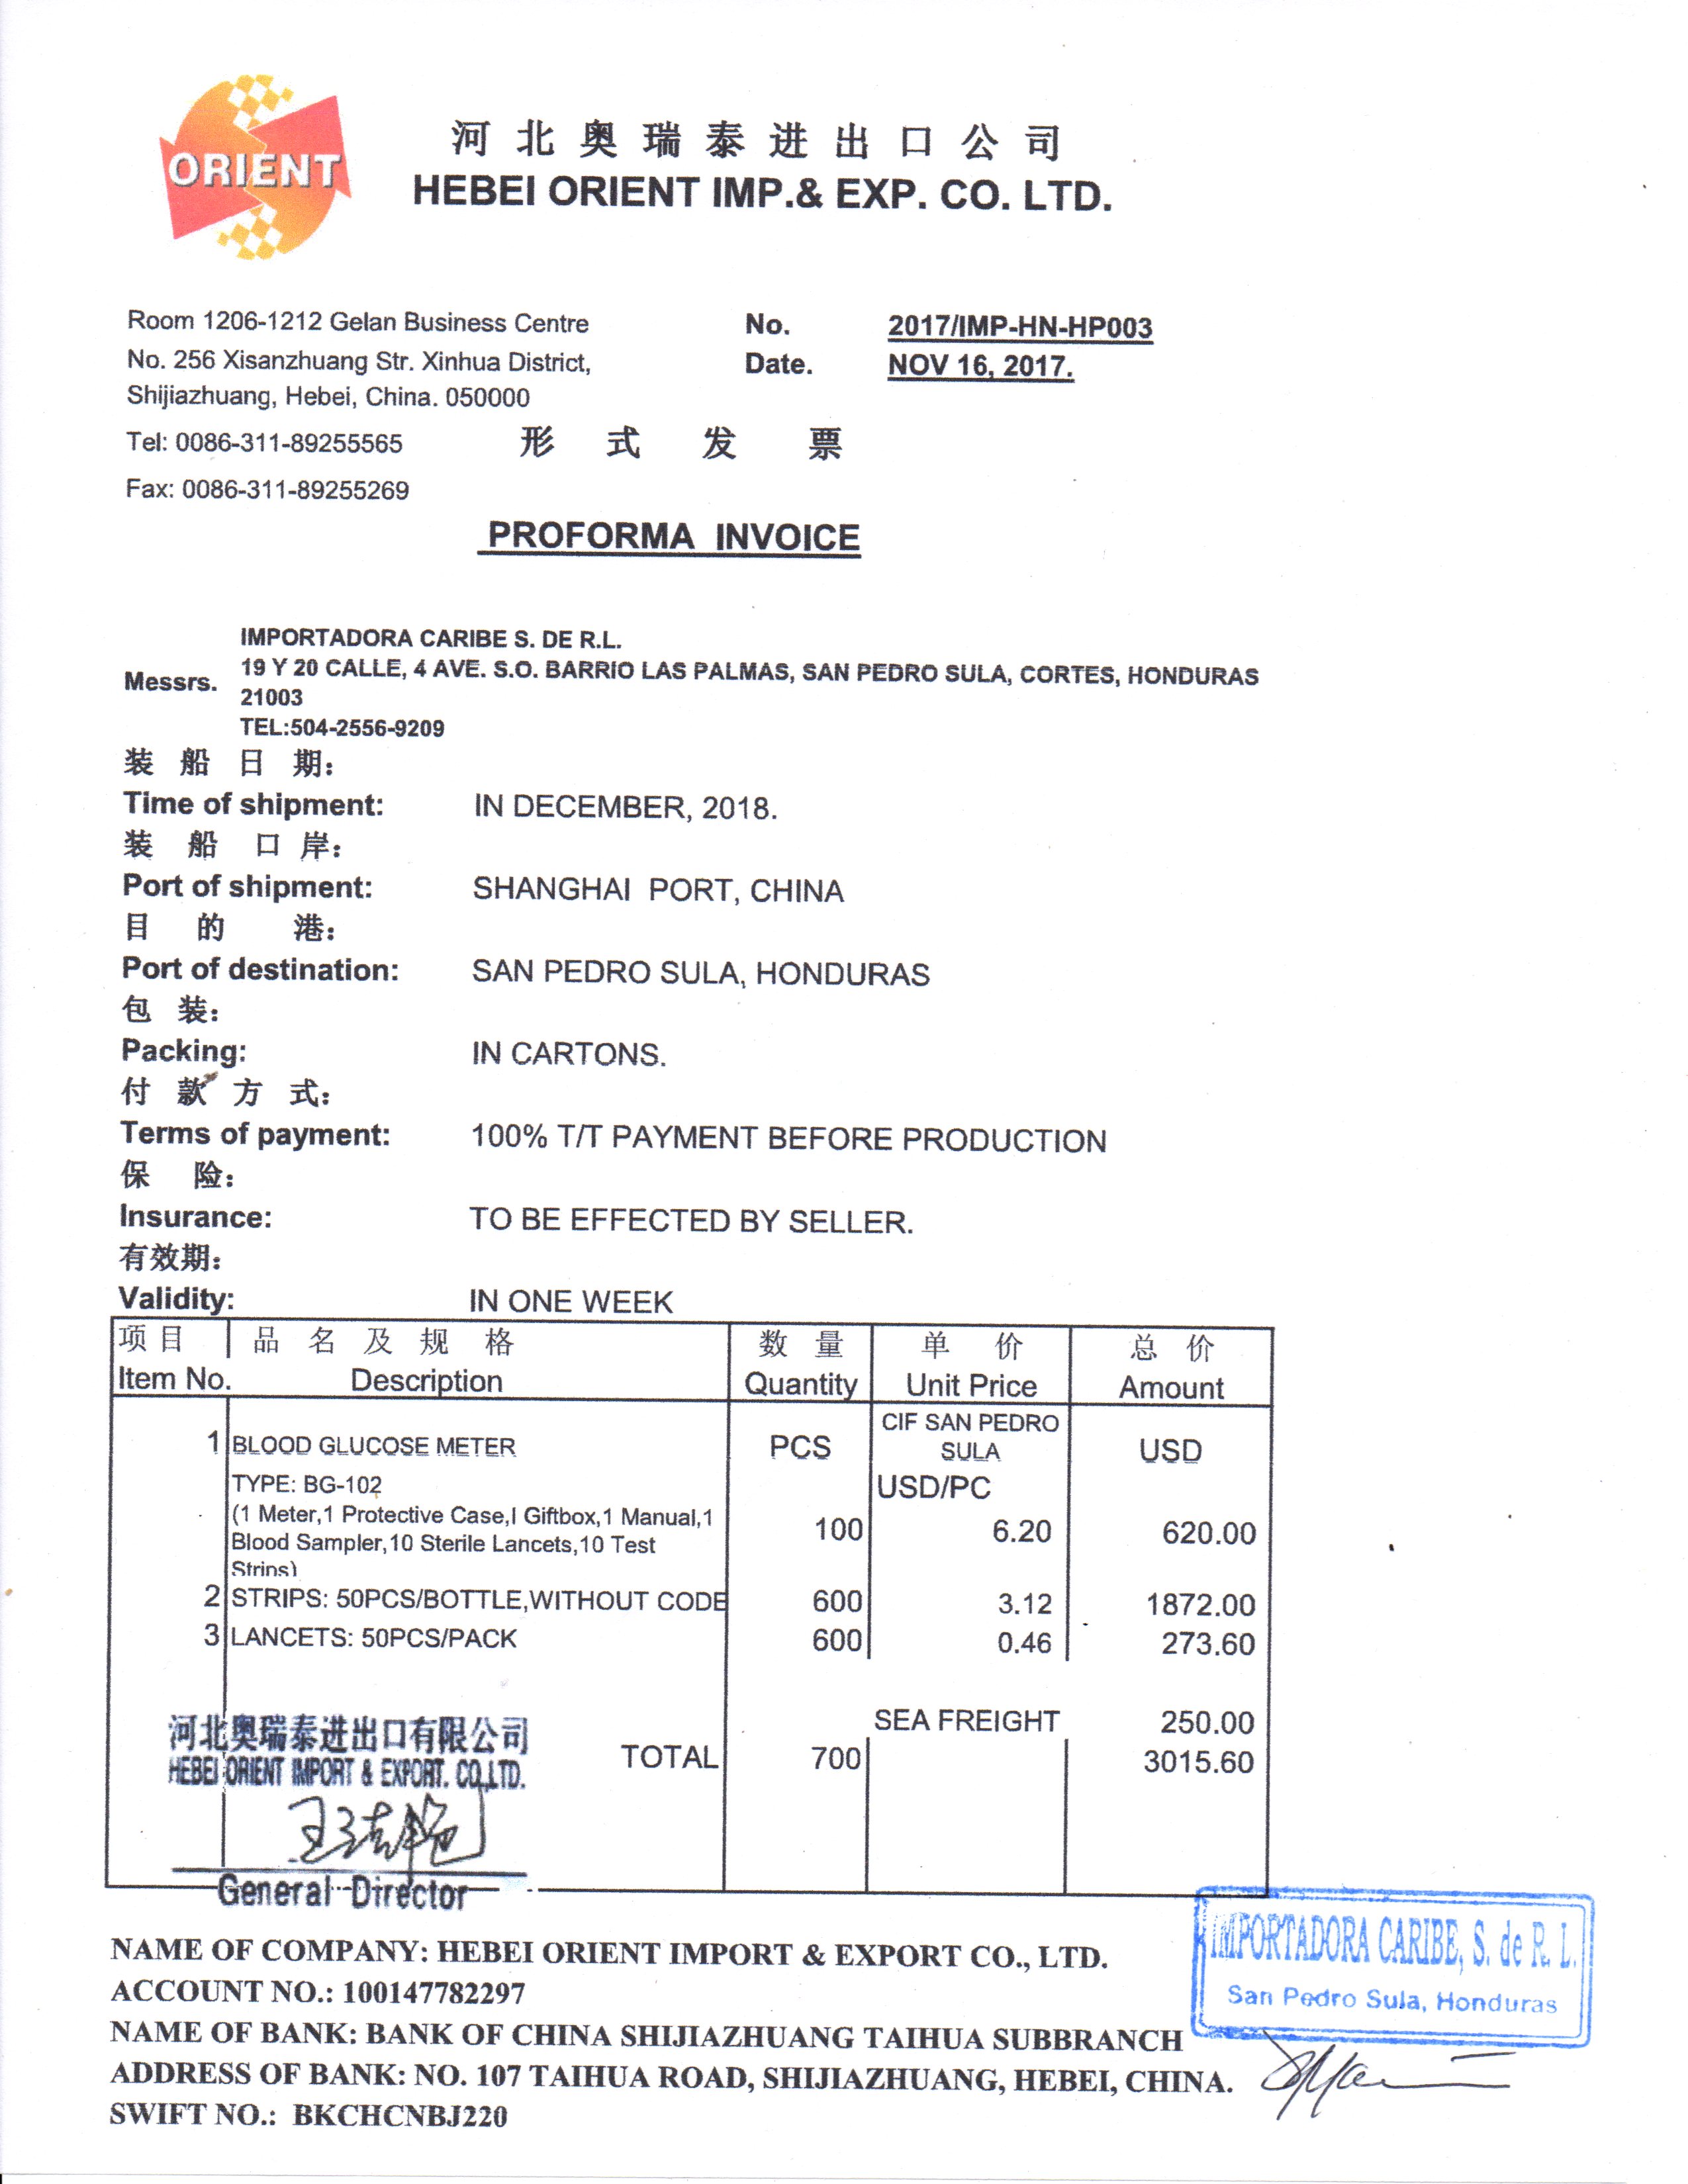 ORIENT
河北奥瑞泰进出口公司
HEBEI ORIENT IMP.& EXP. CO. LTD.
Room 1206-1212 Gelan Business Centre
No. 2017/IMP-HN-HP003
No. 256 Xisanzhuang Str. Xinhua District,
Date. NOV 16, 2017.
Shijiazhuang, Hebei, China. 050000
Tel: 0086-311-89255565
形式发票
Fax: 0086-311-89255269
PROFORMA INVOICE
Messrs.
IMPORTADORA CARIBE S. DE R.L.
19 Y 20 CALLE, 4 AVE. S.O. BARRIO LAS PALMAS, SAN PEDRO SULA, CORTES, HONDURAS
21003
TEL:504-2556-9209
装船日期:
Time of shipment: IN DECEMBER, 2018.
装船口岸:
Port of shipment: SHANGHAI PORT, CHINA
目的港:
Port of destination: SAN PEDRO SULA, HONDURAS
包装:
Packing: IN CARTONS.
付款方式:
Terms of payment: 100% T/T PAYMENT BEFORE PRODUCTION
保险:
Insurance: TO BE EFFECTED BY SELLER.
有效期:
Validity: IN ONE WEEK
项目 品名及规格 数量 单价 总价
Item No. Description Quantity Unit Price Amount
CIF SAN PEDRO
1 BLOOD GLUCOSE METER PCS SULA USD
TYPE: BG-102 USD/PC
(1 Meter,1 Protective Case,I Giftbox,1 Manual,1
Blood Sampler,10 Sterile Lancets,10 Test 100 6.20 620.00
Strips)
2 STRIPS: 50PCS/BOTTLE,WITHOUT CODE 600 3.12 1872.00
3 LANCETS: 50PCS/PACK 600 0.46 273.60
SEA FREIGHT 250.00
TOTAL 700 3015.60
河北奥瑞泰进出口有限公司
HEBEI ORIENT IMPORT & EXPORT. CO.,LTD.
General Director
NAME OF COMPANY: HEBEI ORIENT IMPORT & EXPORT CO., LTD.
ACCOUNT NO.: 100147782297
NAME OF BANK: BANK OF CHINA SHIJIAZHUANG TAIHUA SUBBRANCH
ADDRESS OF BANK: NO. 107 TAIHUA ROAD, SHIJIAZHUANG, HEBEI, CHINA.
SWIFT NO.: BKCHCNBJ220
IMPORTADORA CARIBE, S. de R. L.
San Pedro Sula, Honduras